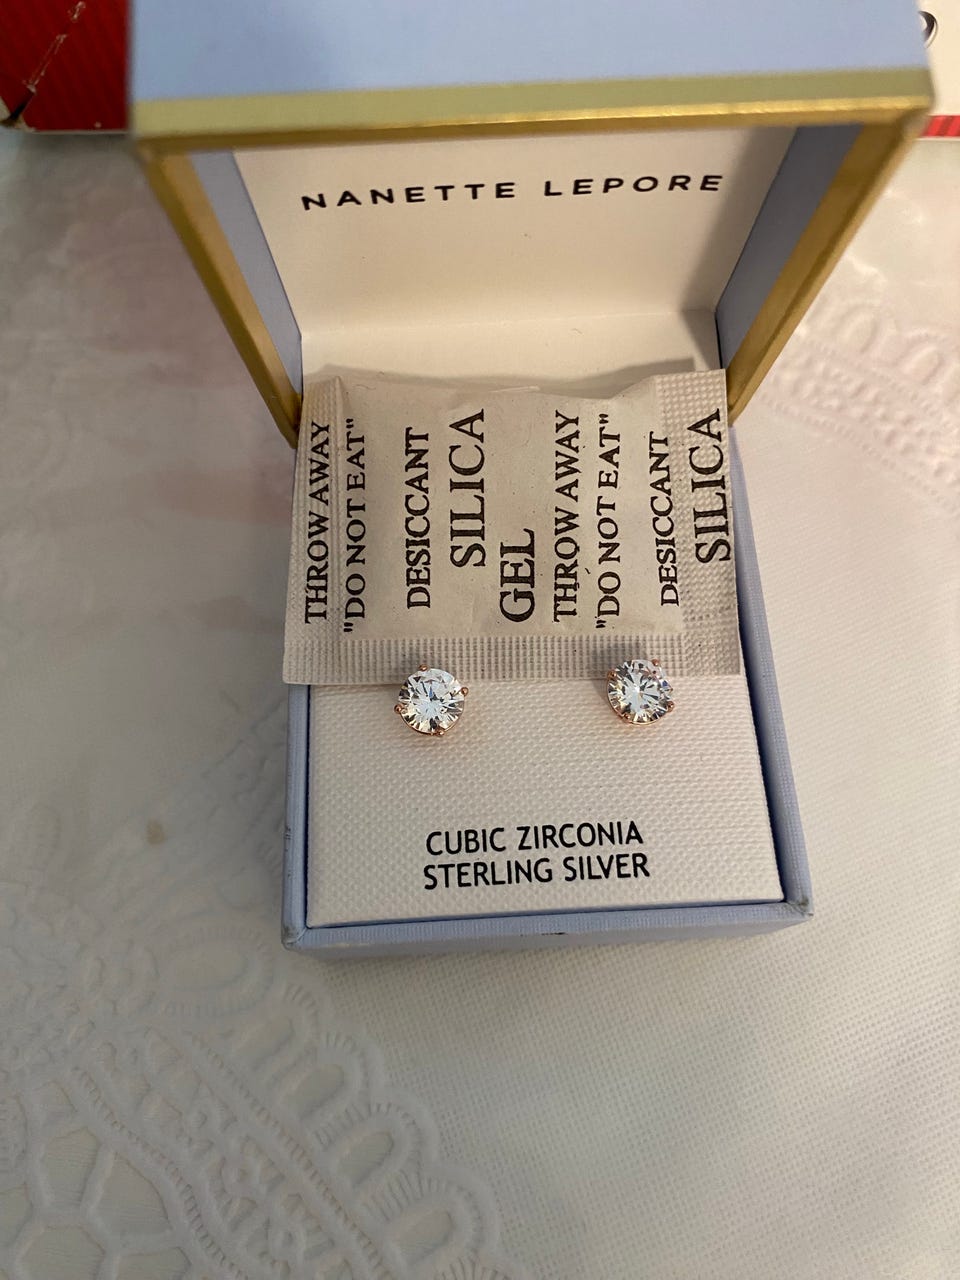 NANETTE LEPORE
THROW AWAY
"DO NOT EAT"
DESICCANT
SILICA
GEL
THROW AWAY
"DO NOT EAT"
DESICCANT
SILICA
CUBIC ZIRCONIA
STERLING SILVER